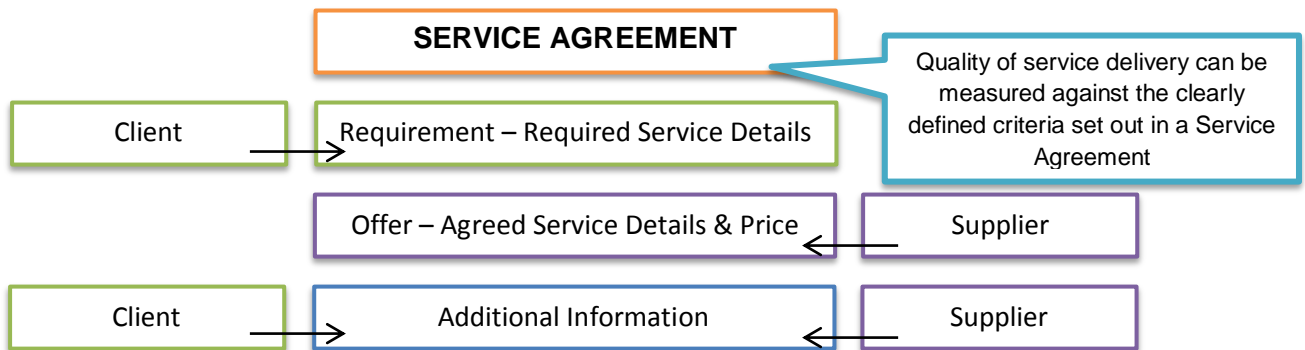 SERVICE AGREEMENT
Quality of service delivery can be
measured against the clearly
defined criteria set out in a Service
Agreement
Client
Requirement – Required Service Details
Offer – Agreed Service Details & Price
Supplier
Client
Additional Information
Supplier